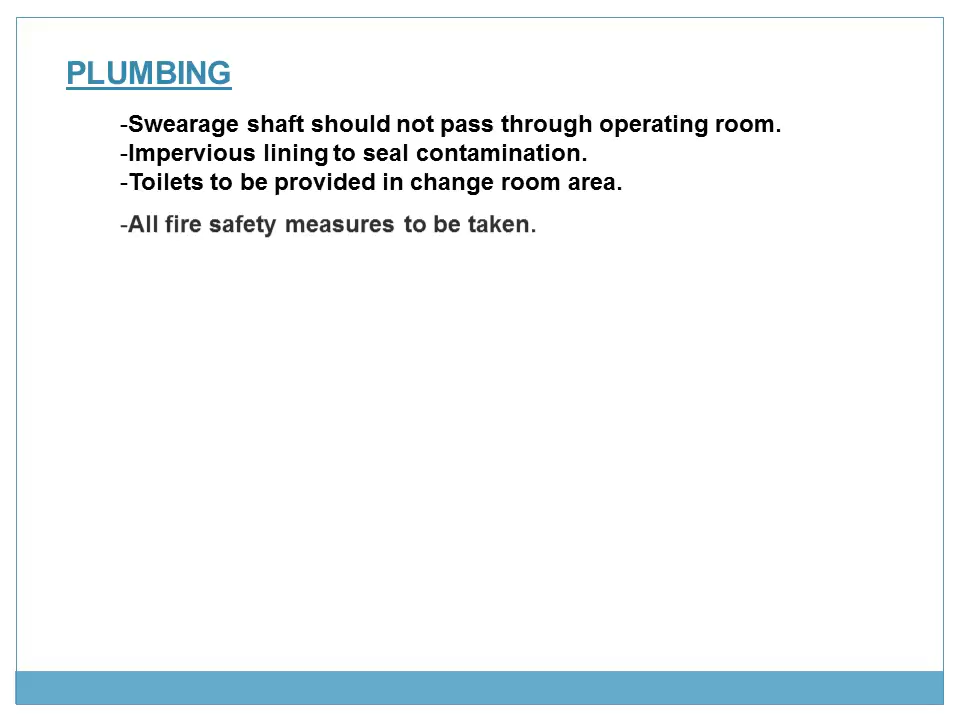 PLUMBING
-Swearage shaft should not pass through operating room.
-Impervious lining to seal contamination.
-Toilets to be provided in change room area.
-All fire safety measures to be taken.